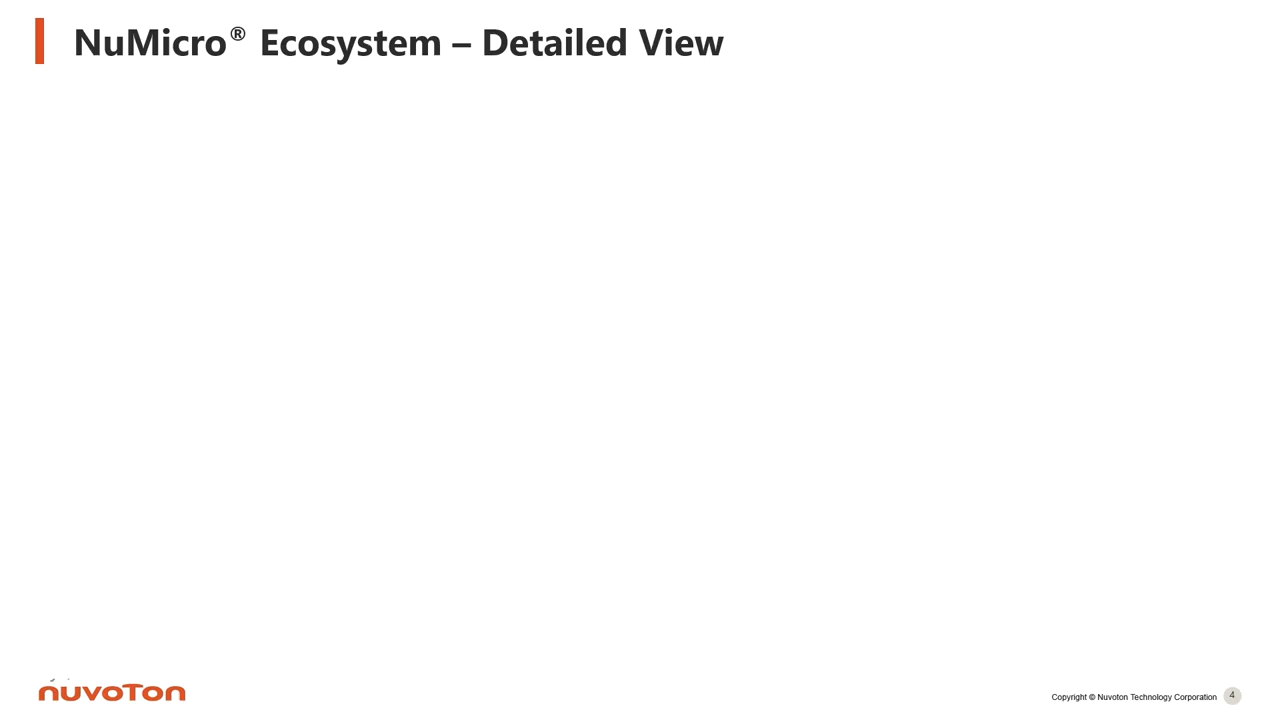 NuMicro® Ecosystem – Detailed View
nuvoTon
Copyright © Nuvoton Technology Corporation 4